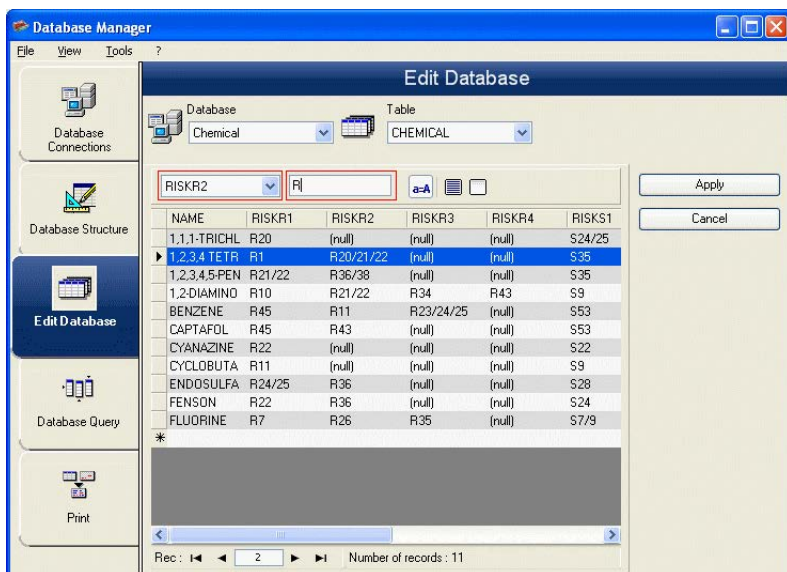 Database Manager
File View Tools ?
Edit Database
Database
Connections
Database Structure
Edit Database
Database Query
Print
Database Table
Chemical CHEMICAL
RISKR2 R a=A
Apply
Cancel
NAME RISKR1 RISKR2 RISKR3 RISKR4 RISKS1
1,1,1-TRICHL R20 (null) (null) (null) S24/25
1,2,3,4 TETR R1 R20/21/22 (null) (null) S35
1,2,3,4,5-PEN R21/22 R36/38 (null) (null) S35
1,2-DIAMINO R10 R21/22 R34 R43 S9
BENZENE R45 R11 R23/24/25 (null) S53
CAPTAFOL R45 R43 (null) (null) S53
CYANAZINE R22 (null) (null) (null) S22
CYCLOBUTA R11 (null) (null) (null) S9
ENDOSULFA R24/25 R36 (null) (null) S28
FENSON R22 R36 (null) (null) S24
FLUORINE R7 R26 R35 (null) S7/9
Rec : 2 Number of records : 11